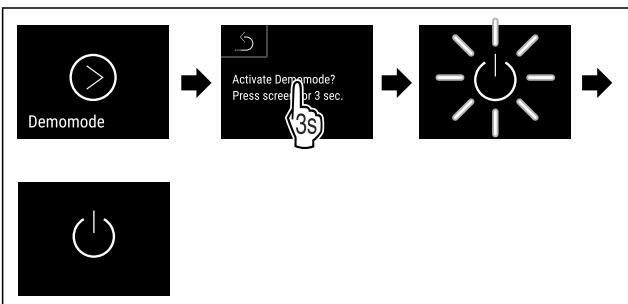 Demomode
Activate Demomode?
Press screen for 3 sec.
3s